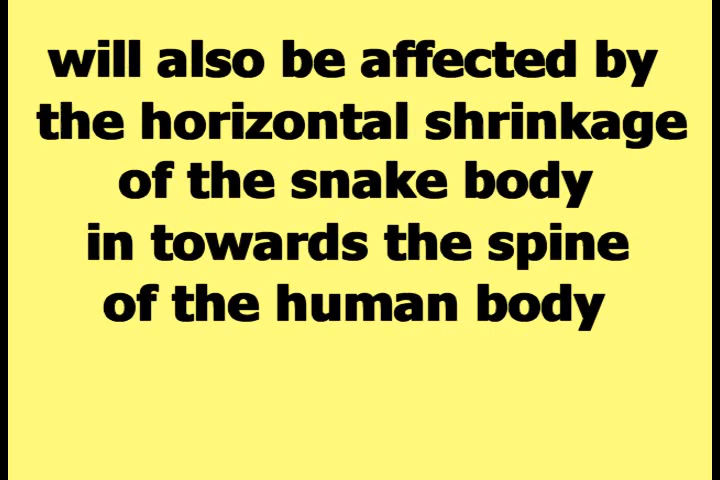 will also be affected by
the horizontal shrinkage
of the snake body
in towards the spine
of the human body